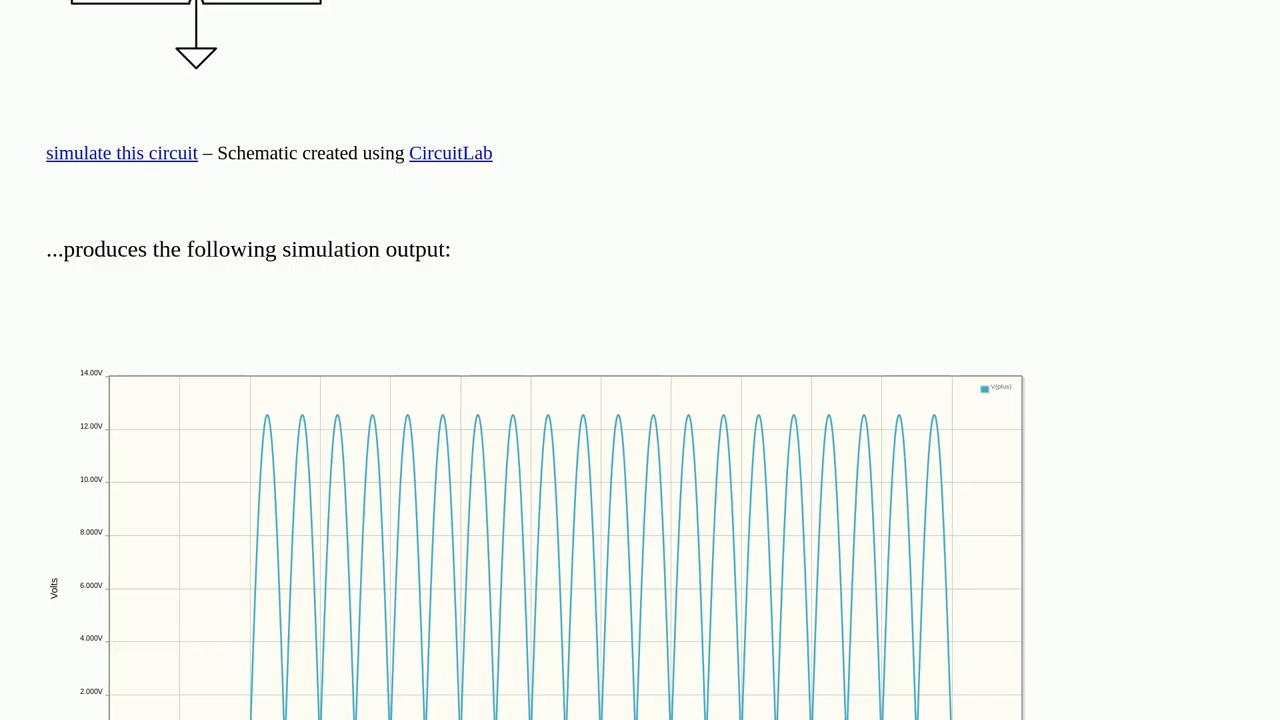 simulate this circuit – Schematic created using CircuitLab
...produces the following simulation output:
14.00V
V(plus)
12.00V
10.00V
8.000V
6.000V
Volts
4.000V
2.000V